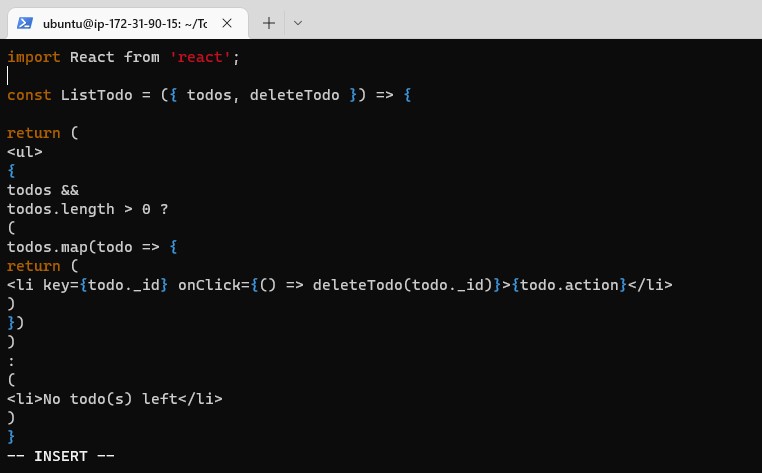 ubuntu@ip-172-31-90-15: ~/Tc
import React from 'react';
const ListTodo = ({ todos, deleteTodo }) => {
return (
<ul>
{
todos &&
todos.length > 0 ?
(
todos.map(todo => {
return (
<li key={todo._id} onClick={() => deleteTodo(todo._id)}>{todo.action}</li>
)
})
)
:
(
<li>No todo(s) left</li>
)
}
-- INSERT --